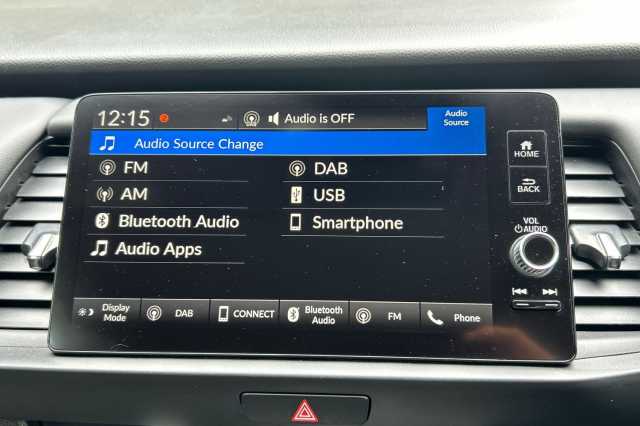 12:15 2 Audio is OFF Audio
Source
Audio Source Change
FM DAB
AM USB
Bluetooth Audio Smartphone
Audio Apps
Display
Mode
DAB
CONNECT
Bluetooth
Audio
FM
Phone
HOME
BACK
VOL
AUDIO